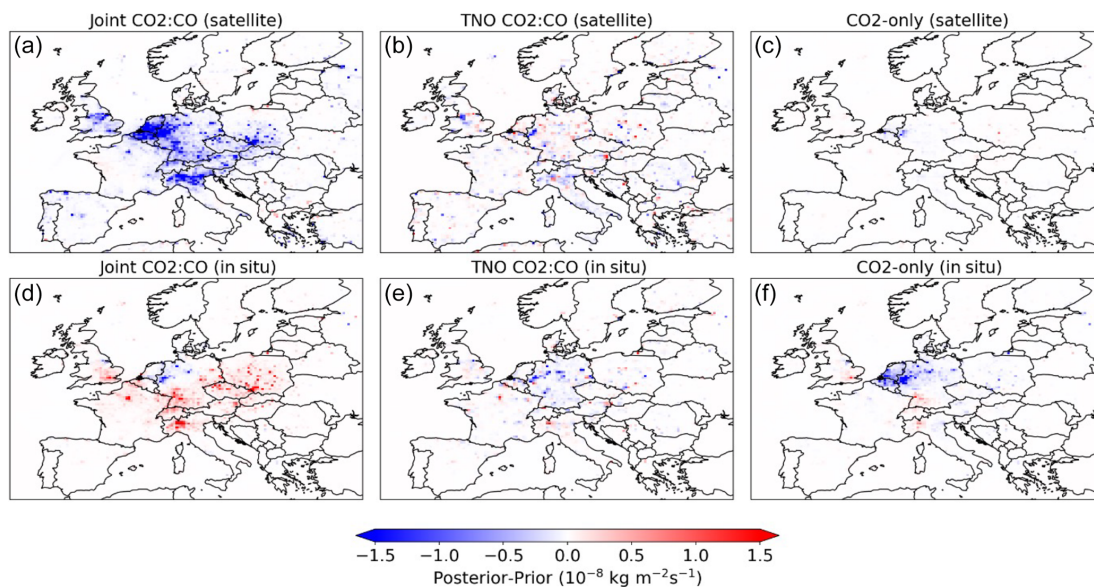 Joint CO2:CO (satellite)
TNO CO2:CO (satellite)
CO2-only (satellite)
(a)
(b)
(c)
Joint CO2:CO (in situ)
TNO CO2:CO (in situ)
CO2-only (in situ)
(d)
(e)
(f)
−1.5 −1.0 −0.5 0.0 0.5 1.0 1.5
Posterior-Prior (10⁻⁸ kg m⁻²s⁻¹)